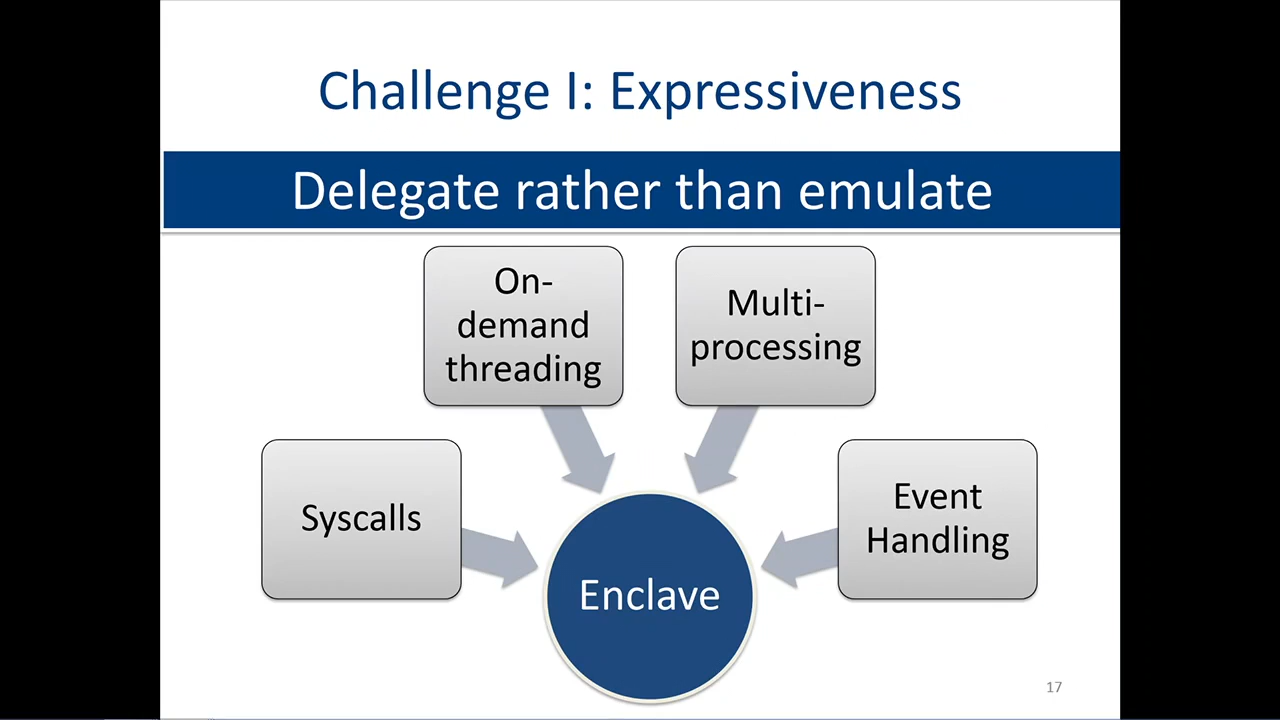 Challenge I: Expressiveness
Delegate rather than emulate
On-
demand
threading
Multi-
processing
Syscalls
Event
Handling
Enclave
17